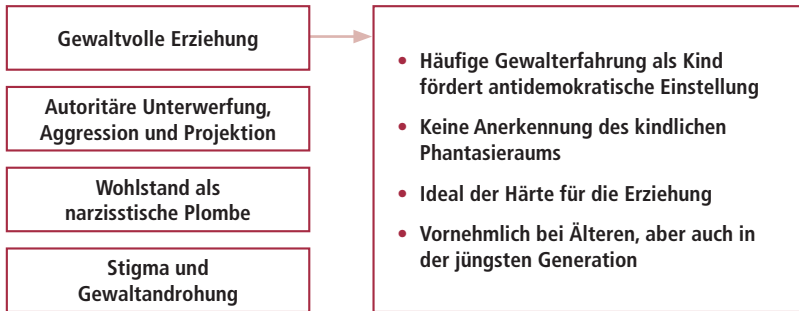 Gewaltvolle Erziehung
Autoritäre Unterwerfung,
Aggression und Projektion
Wohlstand als
narzisstische Plombe
Stigma und
Gewaltandrohung
• Häufige Gewalterfahrung als Kind
fördert antidemokratische Einstellung
• Keine Anerkennung des kindlichen
Phantasieraums
• Ideal der Härte für die Erziehung
• Vornehmlich bei Älteren, aber auch in
der jüngsten Generation